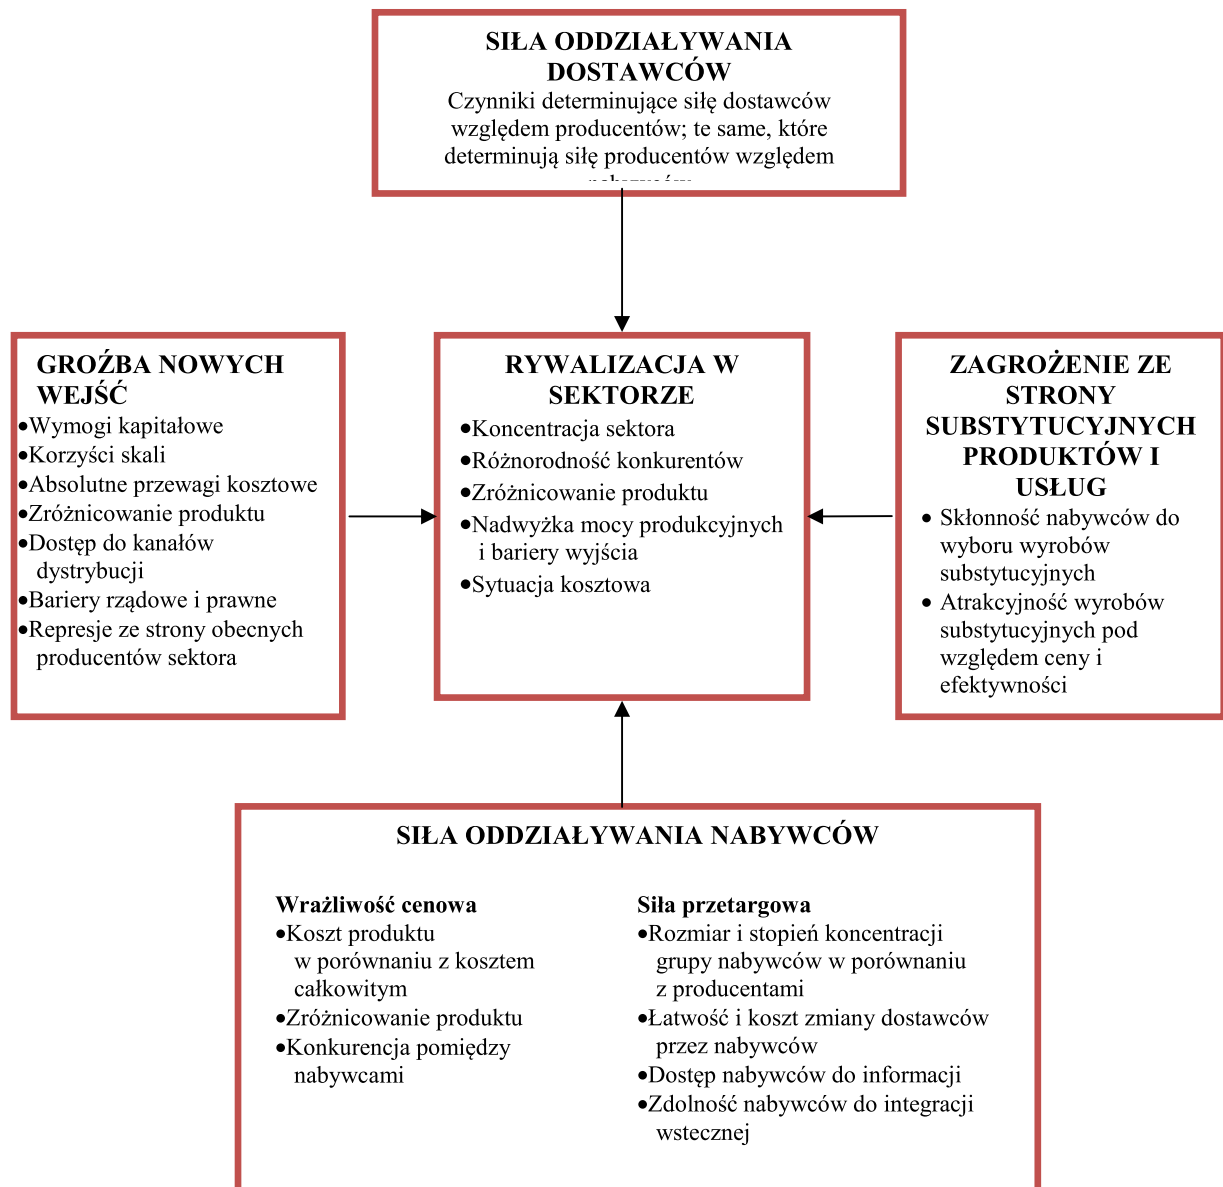 SIŁA ODDZIAŁYWANIA
DOSTAWCÓW
Czynniki determinujące siłę dostawców
względem producentów; te same, które
determinują siłę producentów względem
GROŹBA NOWYCH
WEJŚĆ
•Wymogi kapitałowe
•Korzyści skali
•Absolutne przewagi kosztowe
•Zróżnicowanie produktu
•Dostęp do kanałów
dystrybucji
•Bariery rządowe i prawne
•Represje ze strony obecnych
producentów sektora
RYWALIZACJA W
SEKTORZE
•Koncentracja sektora
•Różnorodność konkurentów
•Zróżnicowanie produktu
•Nadwyżka mocy produkcyjnych
i bariery wyjścia
•Sytuacja kosztowa
ZAGROŻENIE ZE
STRONY
SUBSTYTUCYJNYCH
PRODUKTÓW I
USŁUG
• Skłonność nabywców do
wyboru wyrobów
substytucyjnych
• Atrakcyjność wyrobów
substytucyjnych pod
względem ceny i
efektywności
SIŁA ODDZIAŁYWANIA NABYWCÓW
Wrażliwość cenowa
•Koszt produktu
w porównaniu z kosztem
całkowitym
•Zróżnicowanie produktu
•Konkurencja pomiędzy
nabywcami
Siła przetargowa
•Rozmiar i stopień koncentracji
grupy nabywców w porównaniu
z producentami
•Łatwość i koszt zmiany dostawców
przez nabywców
•Dostęp nabywców do informacji
•Zdolność nabywców do integracji
wstecznej